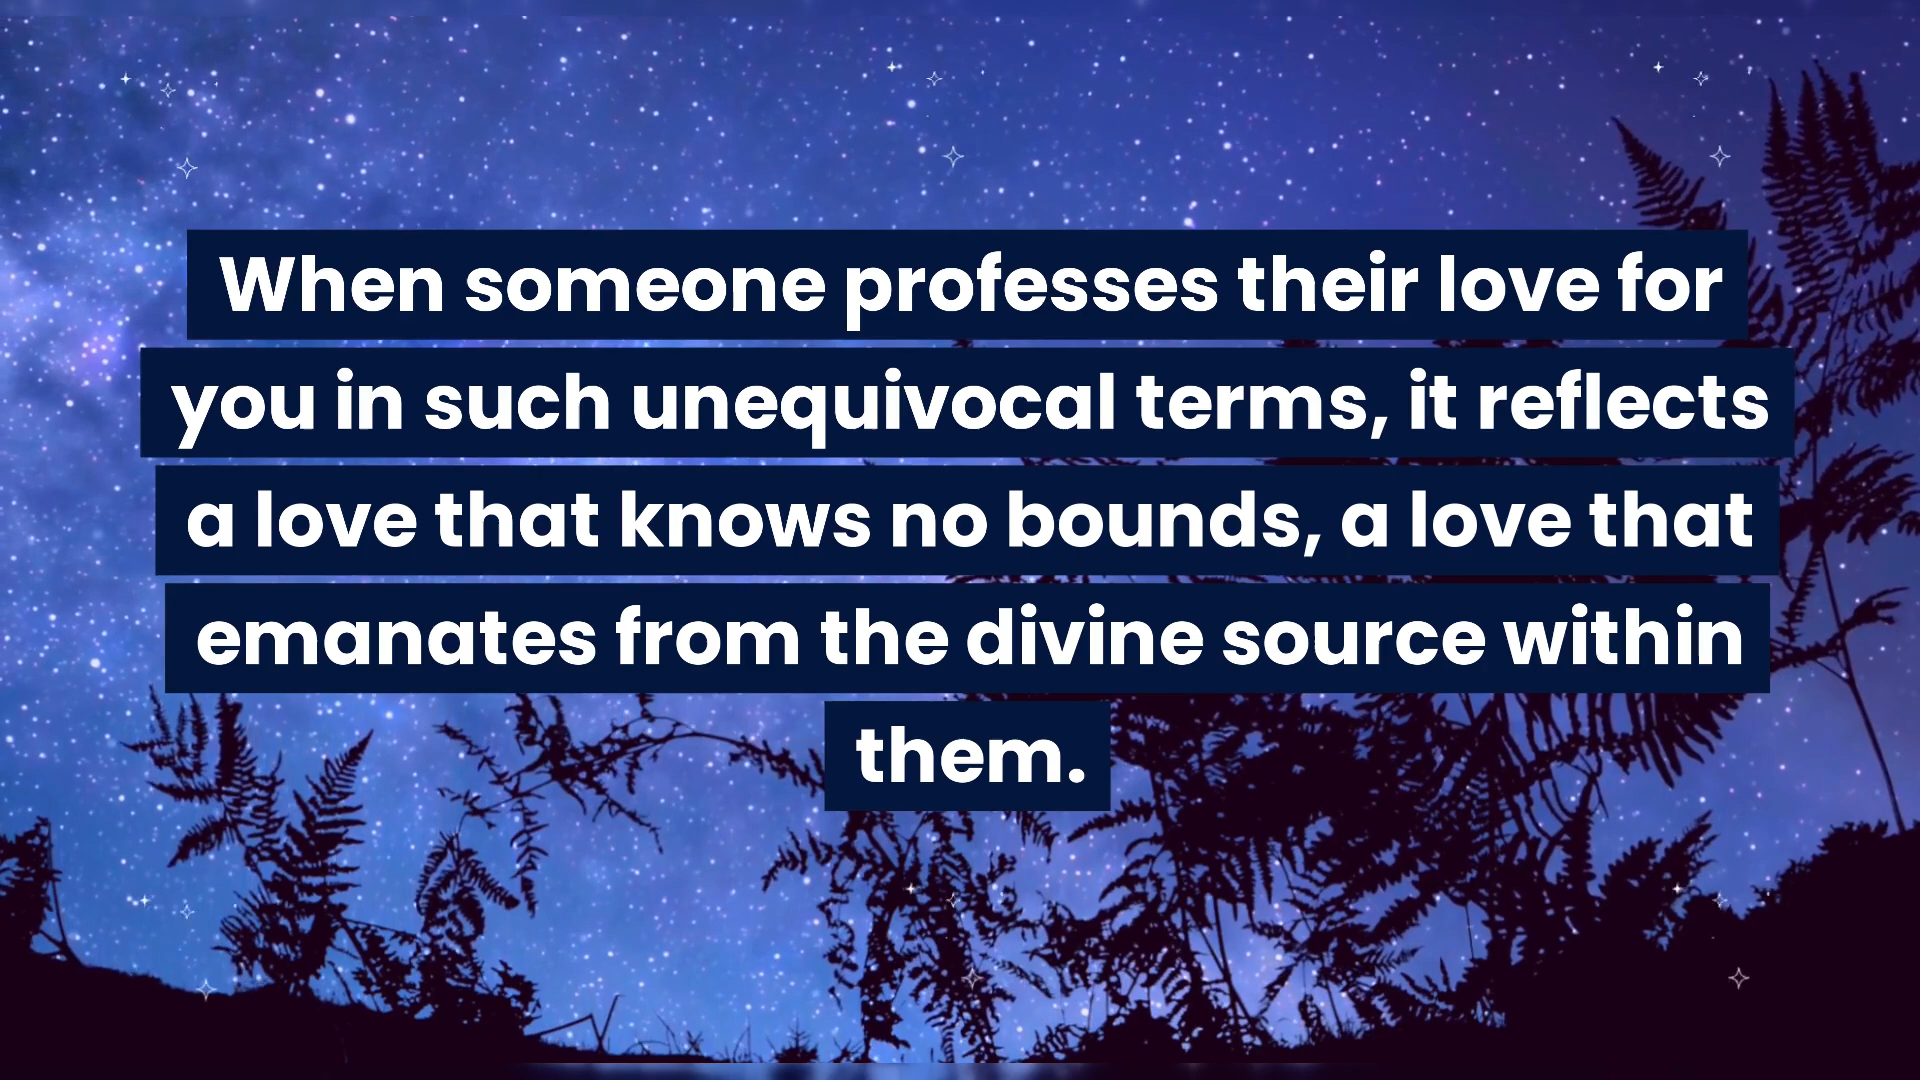 When someone professes their love for
you in such unequivocal terms, it reflects
a love that knows no bounds, a love that
emanates from the divine source within
them.